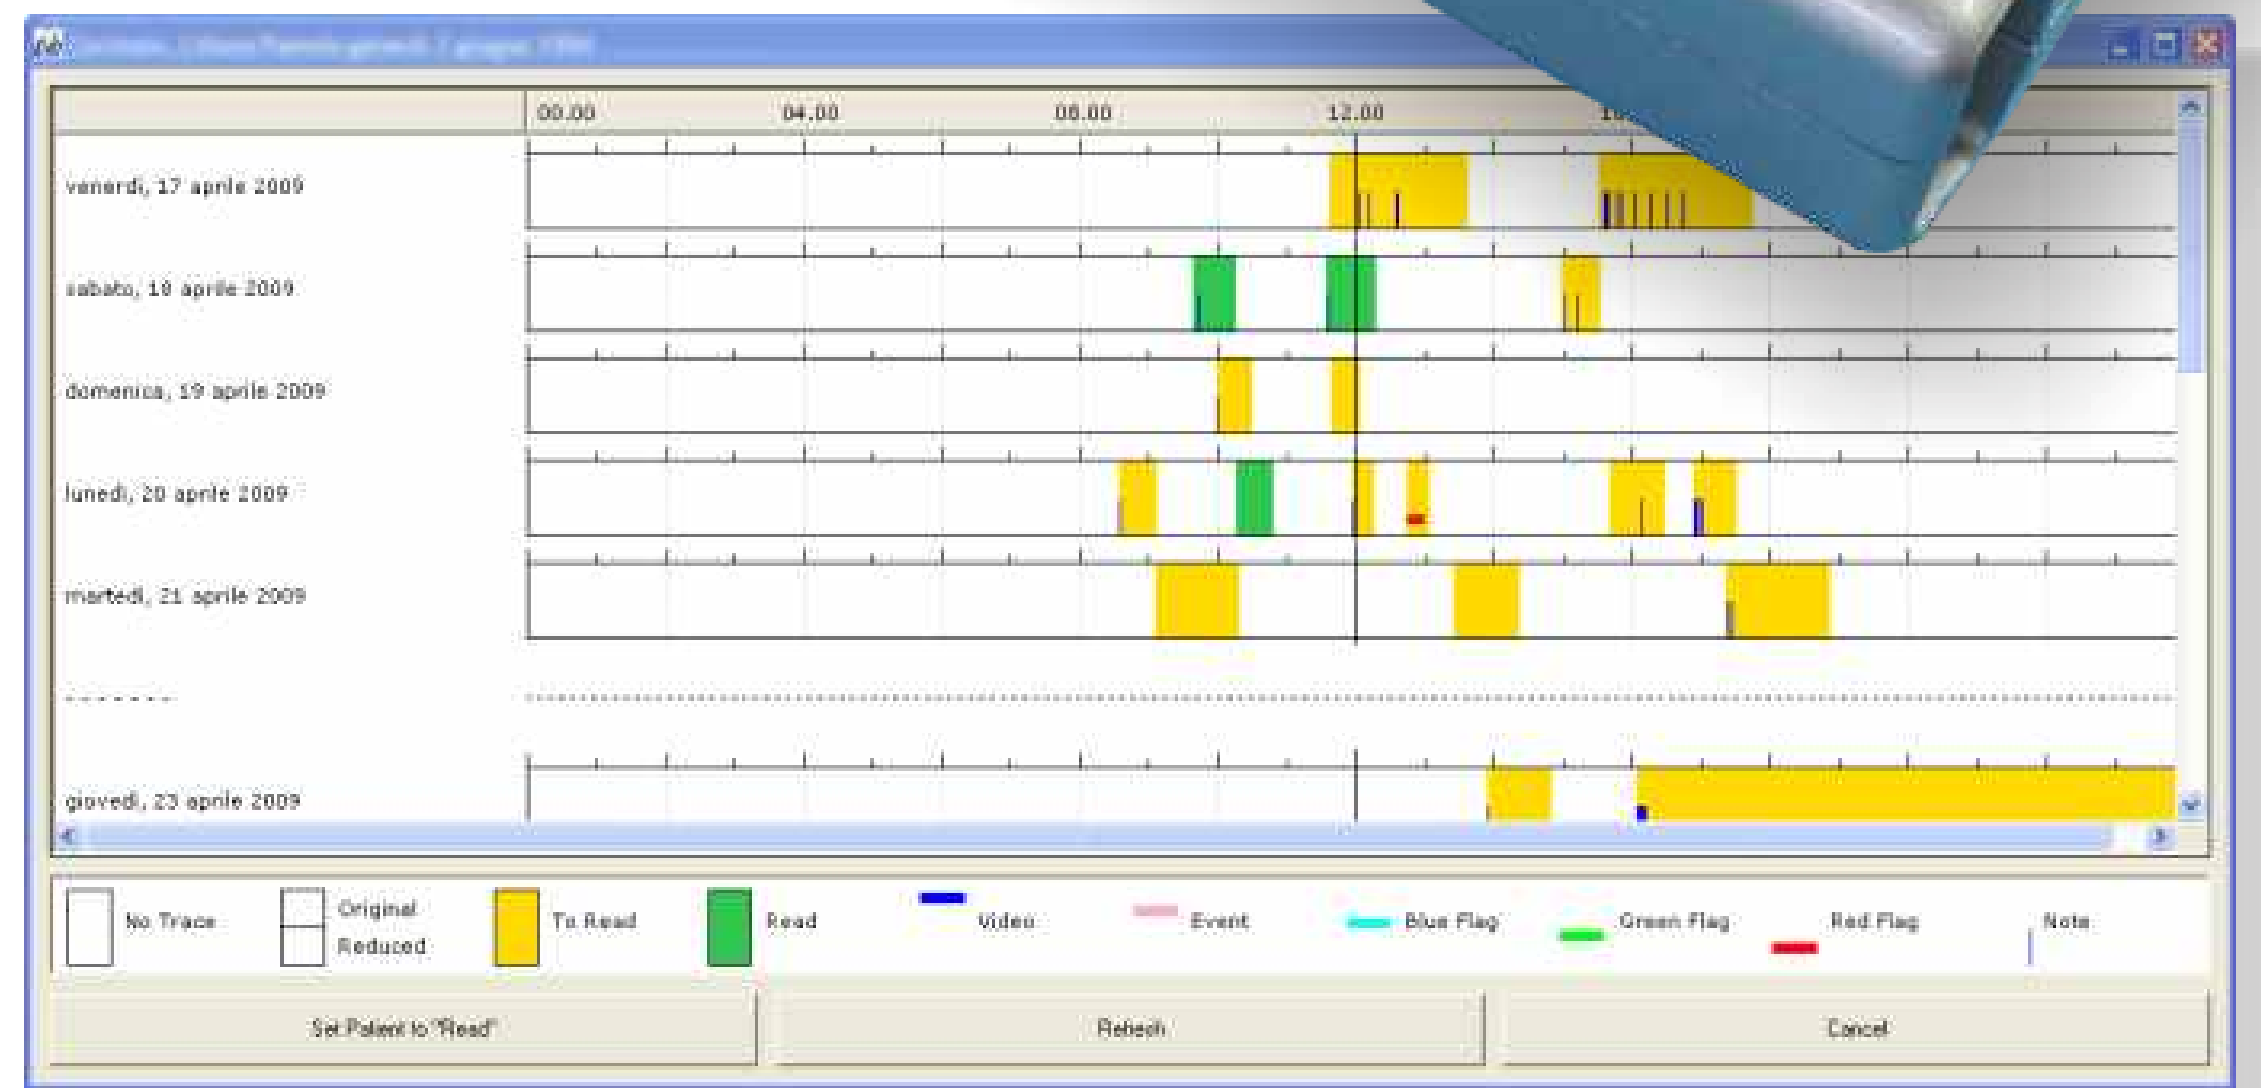 00.00 04.00 08.00 12.00
venerdì, 17 aprile 2009
sabato, 18 aprile 2009
domenica, 19 aprile 2009
lunedì, 20 aprile 2009
martedì, 21 aprile 2009
- - - - - - -
giovedì, 23 aprile 2009
No Trace Original Reduced To Read Read Video Event Blue Flag Green Flag Red Flag Note
Set Patient to "Read" Refresh Cancel